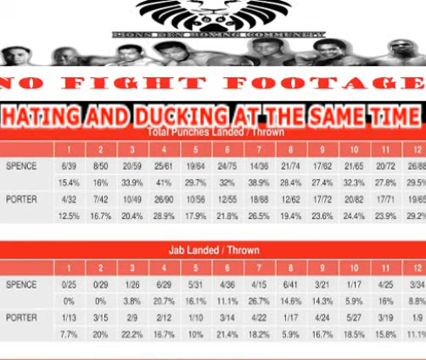 LIONS DEN BOXING COMMUNITY
NO FIGHT FOOTAGE
HATING AND DUCKING AT THE SAME TIME
Total Punches Landed / Thrown
1 2 3 4 5 6 7 8 9 10 11 12
SPENCE 6/39 8/50 20/59 25/61 19/64 24/75 14/36 21/74 17/62 21/65 20/72 26/88
15.4% 16% 33.9% 41% 29.7% 32% 38.9% 28.4% 27.4% 32.3% 27.8% 29.5%
PORTER 4/32 7/42 10/49 26/90 10/56 12/55 18/68 12/62 17/72 20/82 17/71 19/65
12.5% 16.7% 20.4% 28.9% 17.9% 21.8% 26.5% 19.4% 23.6% 24.4% 23.9% 29.2%
Jab Landed / Thrown
1 2 3 4 5 6 7 8 9 10 11 12
SPENCE 0/25 0/29 1/26 6/29 5/31 4/36 4/15 6/41 3/21 1/17 4/25 3/34
0% 0% 3.8% 20.7% 16.1% 11.1% 26.7% 14.6% 14.3% 5.9% 16% 8.8%
PORTER 1/13 3/15 2/9 2/12 1/10 3/14 4/22 1/17 4/24 5/27 3/19 1/9
7.7% 20% 22.2% 16.7% 10% 21.4% 18.2% 5.9% 16.7% 18.5% 15.8% 11.1%